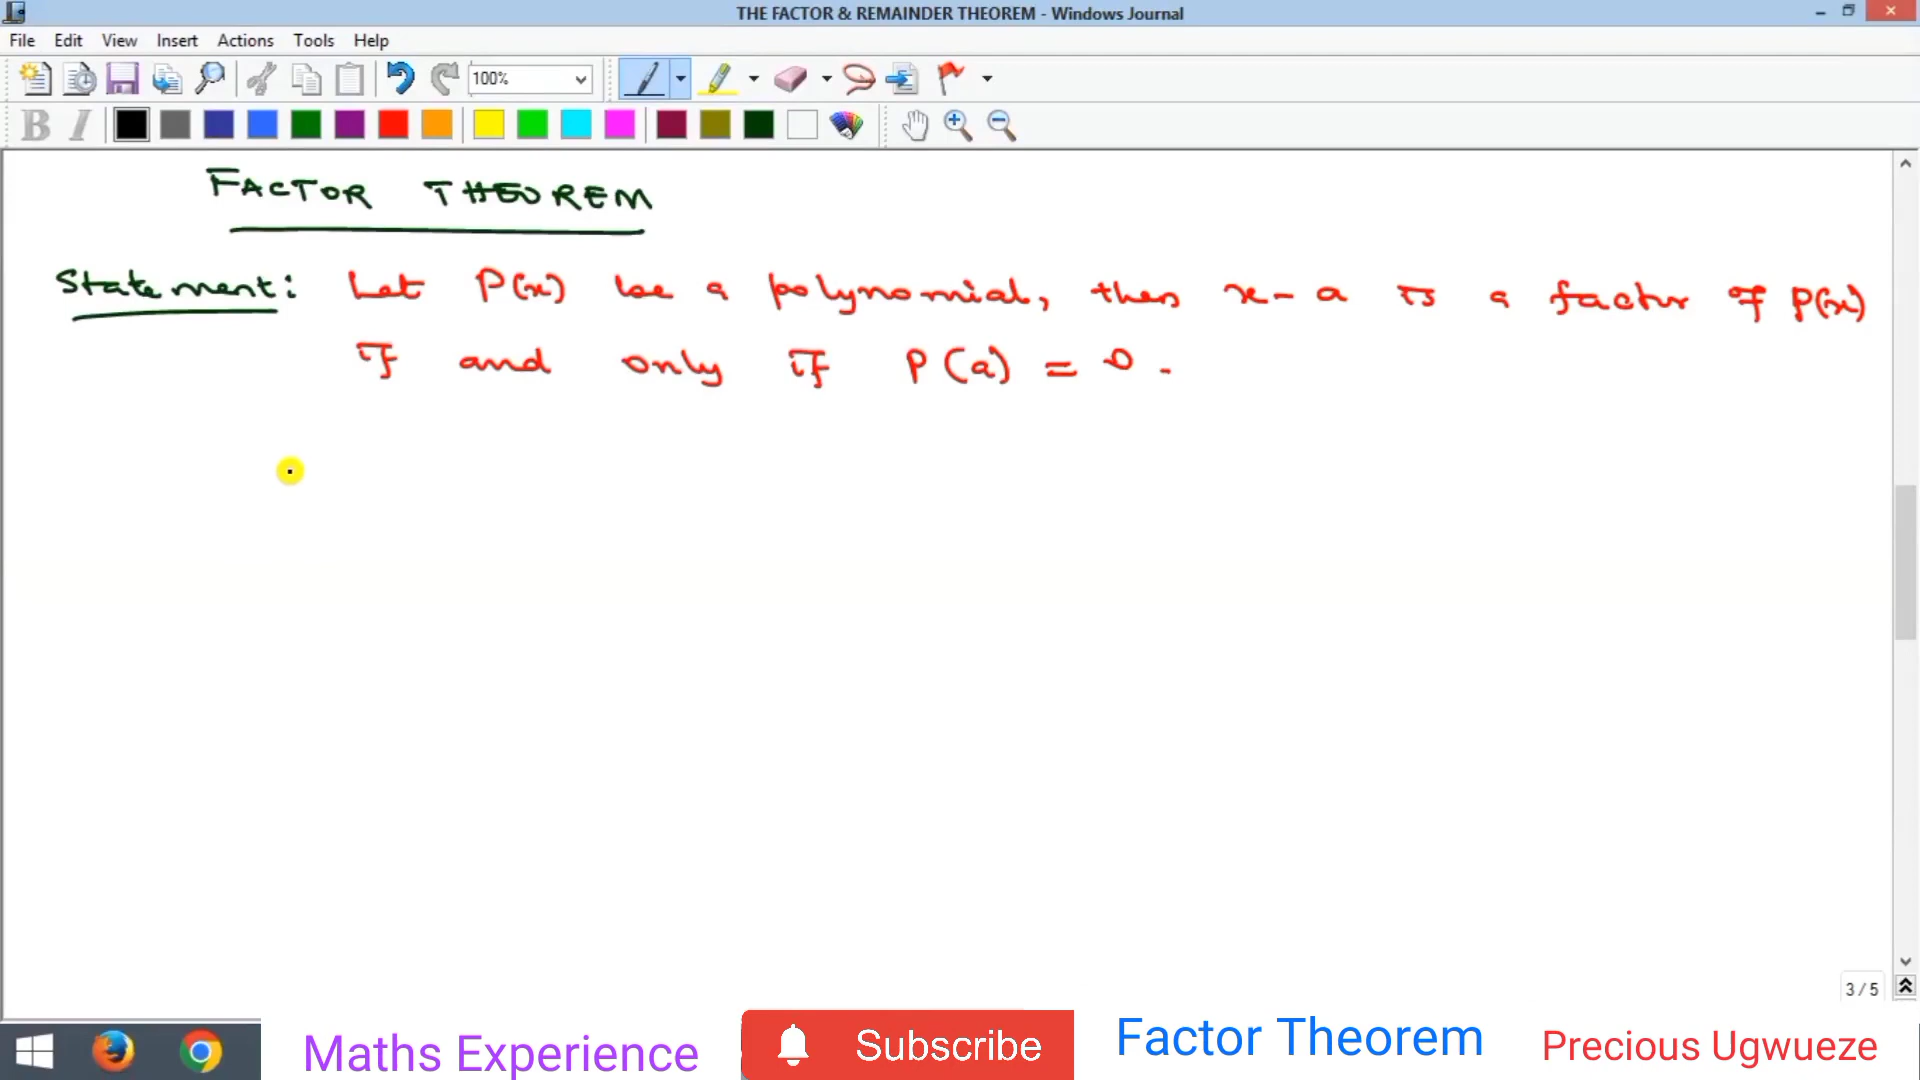 THE FACTOR & REMAINDER THEOREM - Windows Journal
File Edit View Insert Actions Tools Help
100%
B I
FACTOR THEOREM
Statement: Let P(x) be a polynomial, then x - a is a factor of P(x)
if and only if P(a) = 0.
3 / 5
Maths Experience Subscribe Factor Theorem Precious Ugwueze